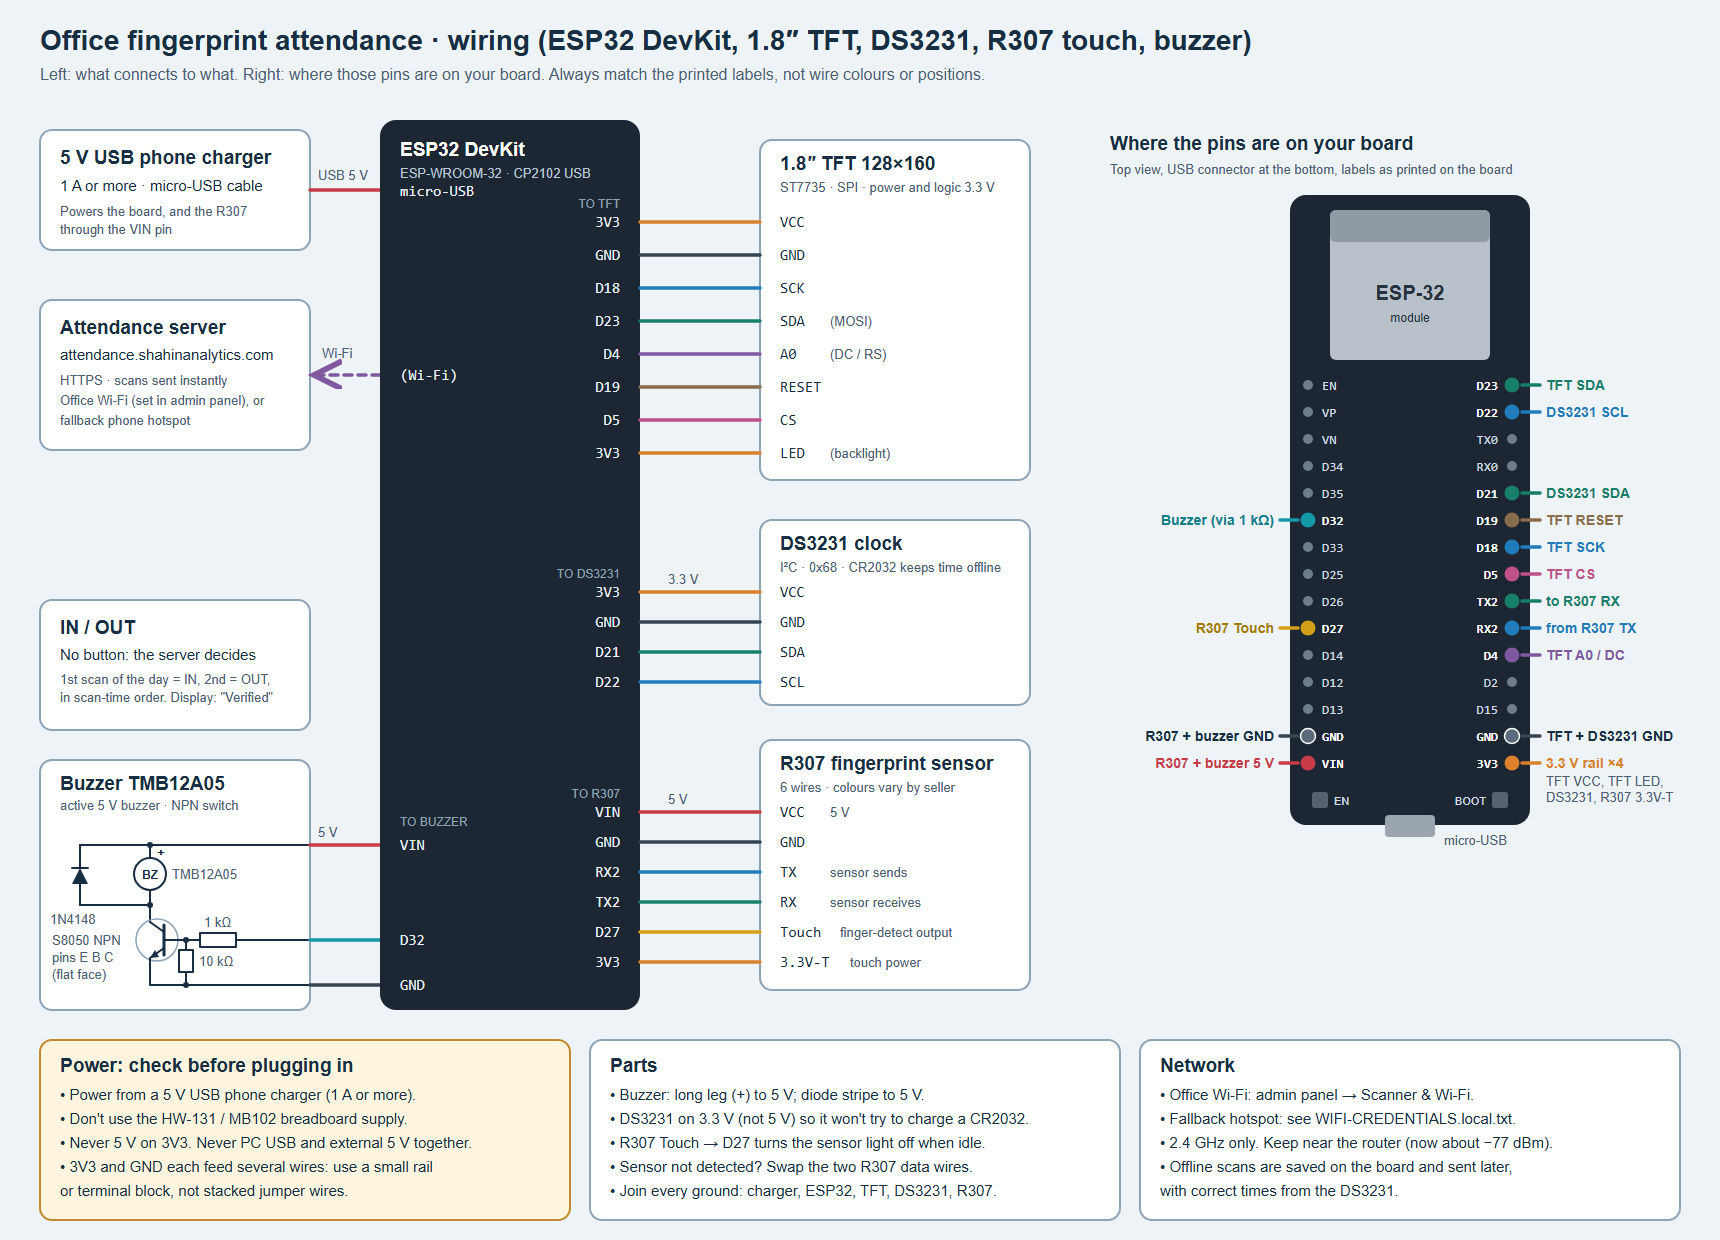 Office fingerprint attendance · wiring (ESP32 DevKit, 1.8″ TFT, DS3231, R307 touch, buzzer)
Left: what connects to what. Right: where those pins are on your board. Always match the printed labels, not wire colours or positions.
5 V USB phone charger
1 A or more · micro-USB cable
Powers the board, and the R307
through the VIN pin
USB 5 V
Attendance server
attendance.shahinanalytics.com
HTTPS · scans sent instantly
Office Wi-Fi (set in admin panel), or
fallback phone hotspot
Wi-Fi
IN / OUT
No button: the server decides
1st scan of the day = IN, 2nd = OUT,
in scan-time order. Display: "Verified"
Buzzer TMB12A05
active 5 V buzzer · NPN switch
5 V
+
BZ
TMB12A05
1N4148
1 kΩ
S8050 NPN
pins E B C
(flat face)
10 kΩ
ESP32 DevKit
ESP-WROOM-32 · CP2102 USB
micro-USB
TO TFT
3V3
GND
D18
D23
D4
D19
D5
3V3
(Wi-Fi)
TO DS3231
3V3
GND
D21
D22
TO R307
VIN
GND
RX2
TX2
D27
3V3
TO BUZZER
VIN
D32
GND
1.8″ TFT 128×160
ST7735 · SPI · power and logic 3.3 V
VCC
GND
SCK
SDA (MOSI)
A0 (DC / RS)
RESET
CS
LED (backlight)
3.3 V
DS3231 clock
I²C · 0x68 · CR2032 keeps time offline
VCC
GND
SDA
SCL
5 V
R307 fingerprint sensor
6 wires · colours vary by seller
VCC 5 V
GND
TX sensor sends
RX sensor receives
Touch finger-detect output
3.3V-T touch power
Where the pins are on your board
Top view, USB connector at the bottom, labels as printed on the board
ESP-32
module
EN D23 TFT SDA
VP D22 DS3231 SCL
VN TX0
D34 RX0
D35 D21 DS3231 SDA
Buzzer (via 1 kΩ) D32 D19 TFT RESET
D33 D18 TFT SCK
D25 D5 TFT CS
D26 TX2 to R307 RX
R307 Touch D27 RX2 from R307 TX
D14 D4 TFT A0 / DC
D12 D2
D13 D15
R307 + buzzer GND GND GND TFT + DS3231 GND
R307 + buzzer 5 V VIN 3V3 3.3 V rail ×4
TFT VCC, TFT LED,
DS3231, R307 3.3V-T
EN BOOT
micro-USB
Power: check before plugging in
• Power from a 5 V USB phone charger (1 A or more).
• Don't use the HW-131 / MB102 breadboard supply.
• Never 5 V on 3V3. Never PC USB and external 5 V together.
• 3V3 and GND each feed several wires: use a small rail
or terminal block, not stacked jumper wires.
Parts
• Buzzer: long leg (+) to 5 V; diode stripe to 5 V.
• DS3231 on 3.3 V (not 5 V) so it won't try to charge a CR2032.
• R307 Touch → D27 turns the sensor light off when idle.
• Sensor not detected? Swap the two R307 data wires.
• Join every ground: charger, ESP32, TFT, DS3231, R307.
Network
• Office Wi-Fi: admin panel → Scanner & Wi-Fi.
• Fallback hotspot: see WIFI-CREDENTIALS.local.txt.
• 2.4 GHz only. Keep near the router (now about −77 dBm).
• Offline scans are saved on the board and sent later,
with correct times from the DS3231.